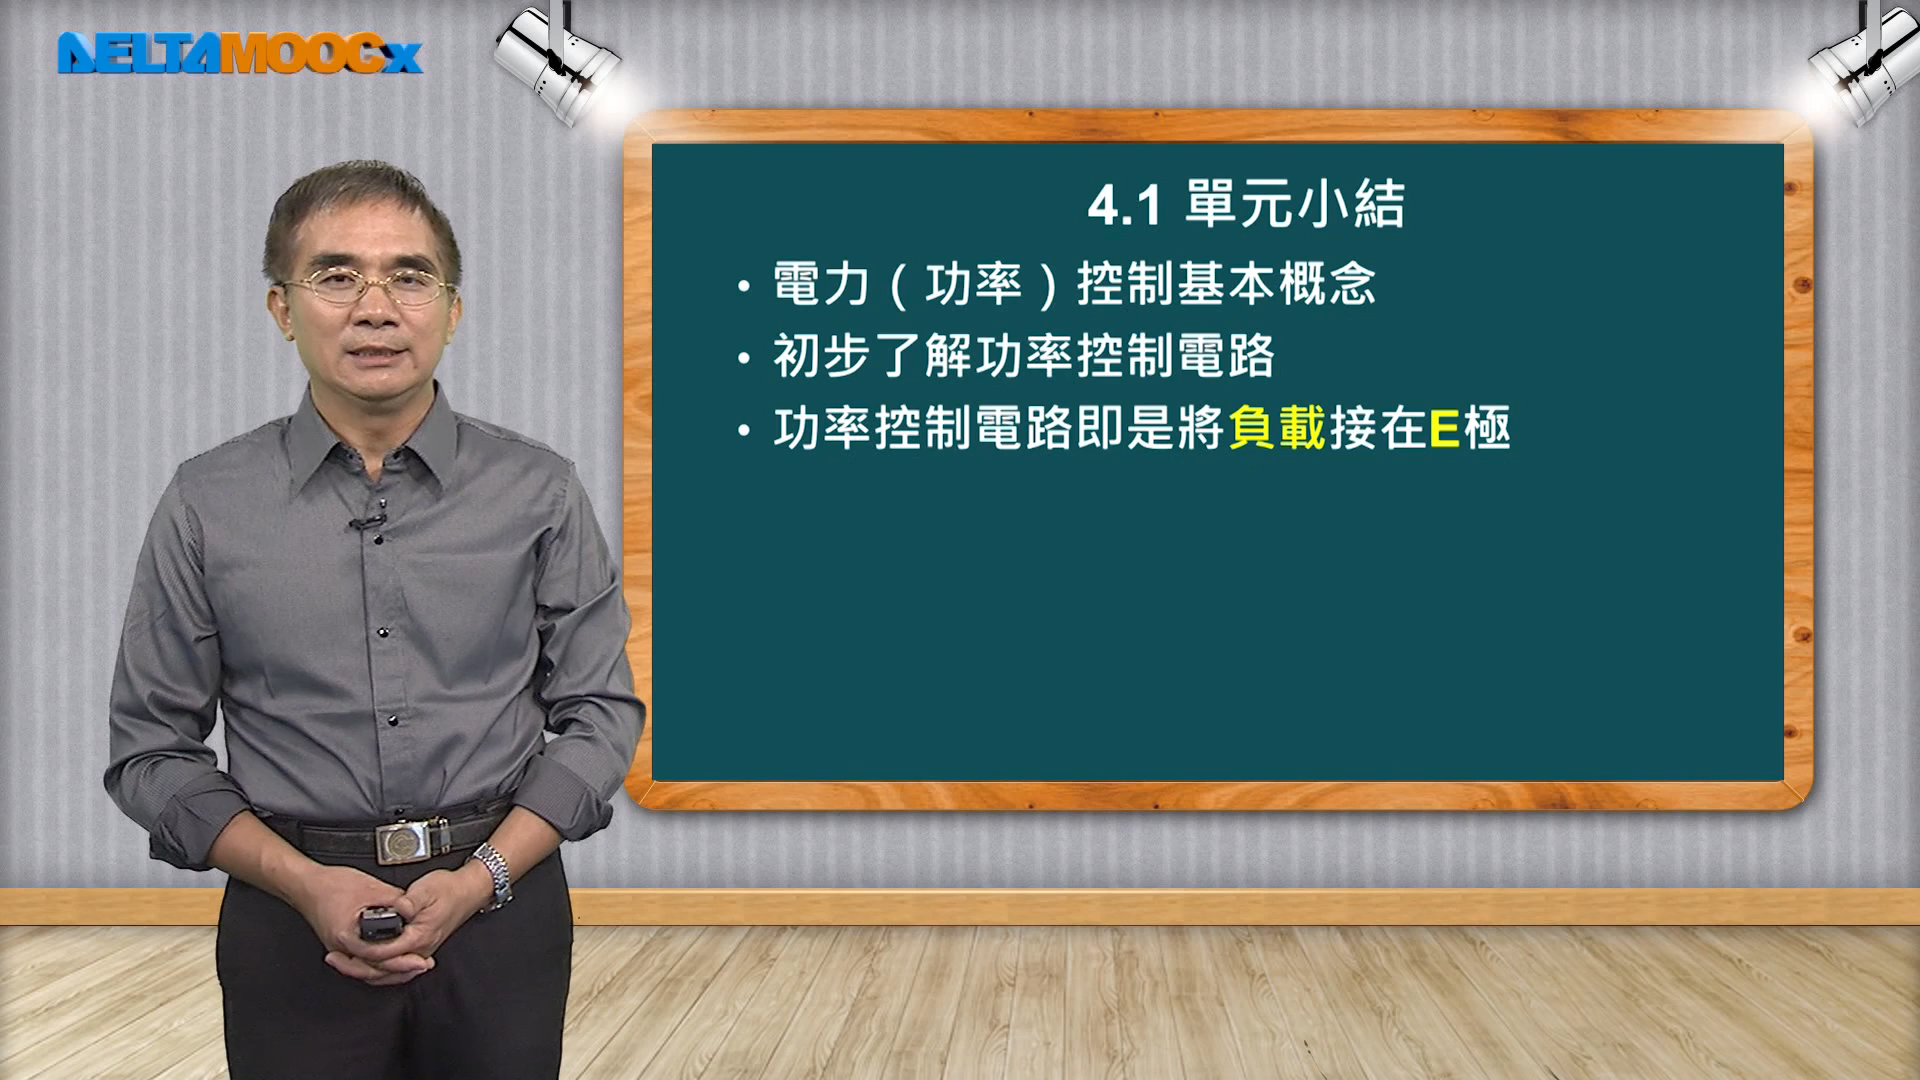 DELTAMOOCx
4.1 單元小結
• 電力（功率）控制基本概念
• 初步了解功率控制電路
• 功率控制電路即是將負載接在E極